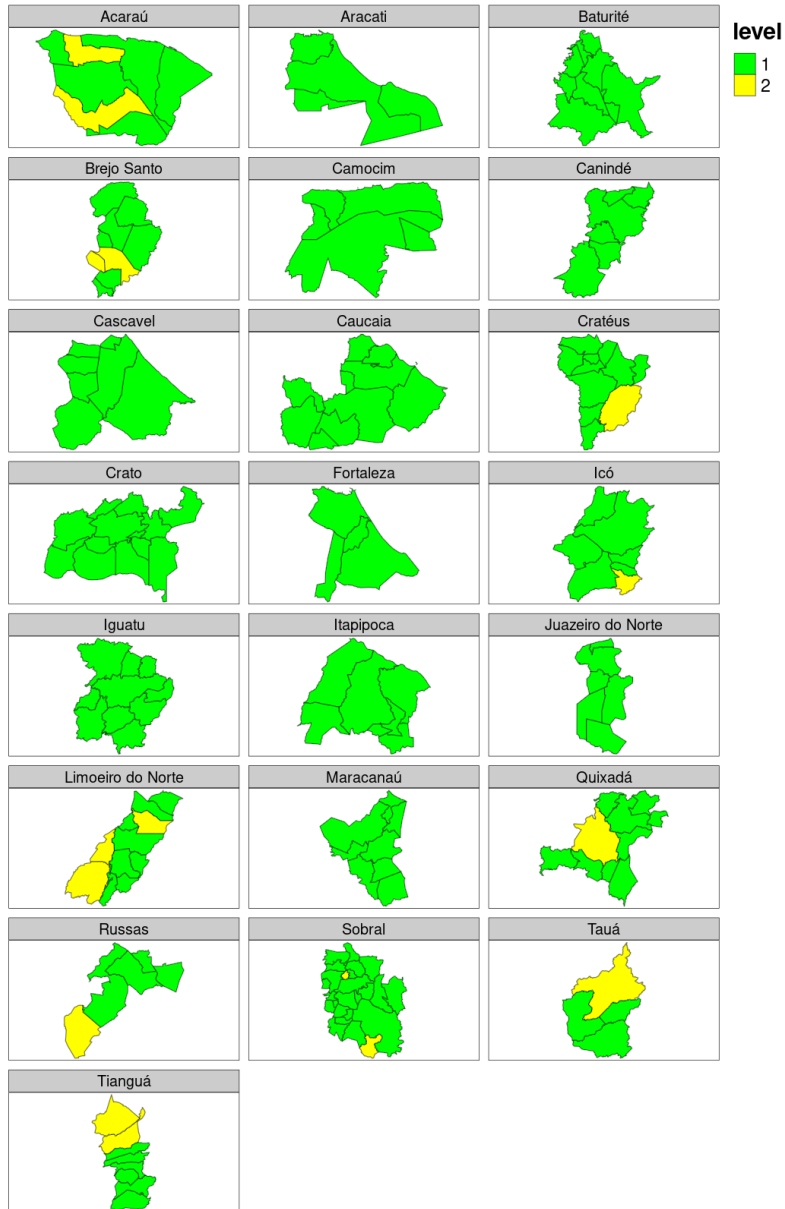 Acaraú
Aracati
Baturité
level
1
2
Brejo Santo
Camocim
Canindé
Cascavel
Caucaia
Cratéus
Crato
Fortaleza
Icó
Iguatu
Itapipoca
Juazeiro do Norte
Limoeiro do Norte
Maracanaú
Quixadá
Russas
Sobral
Tauá
Tianguá